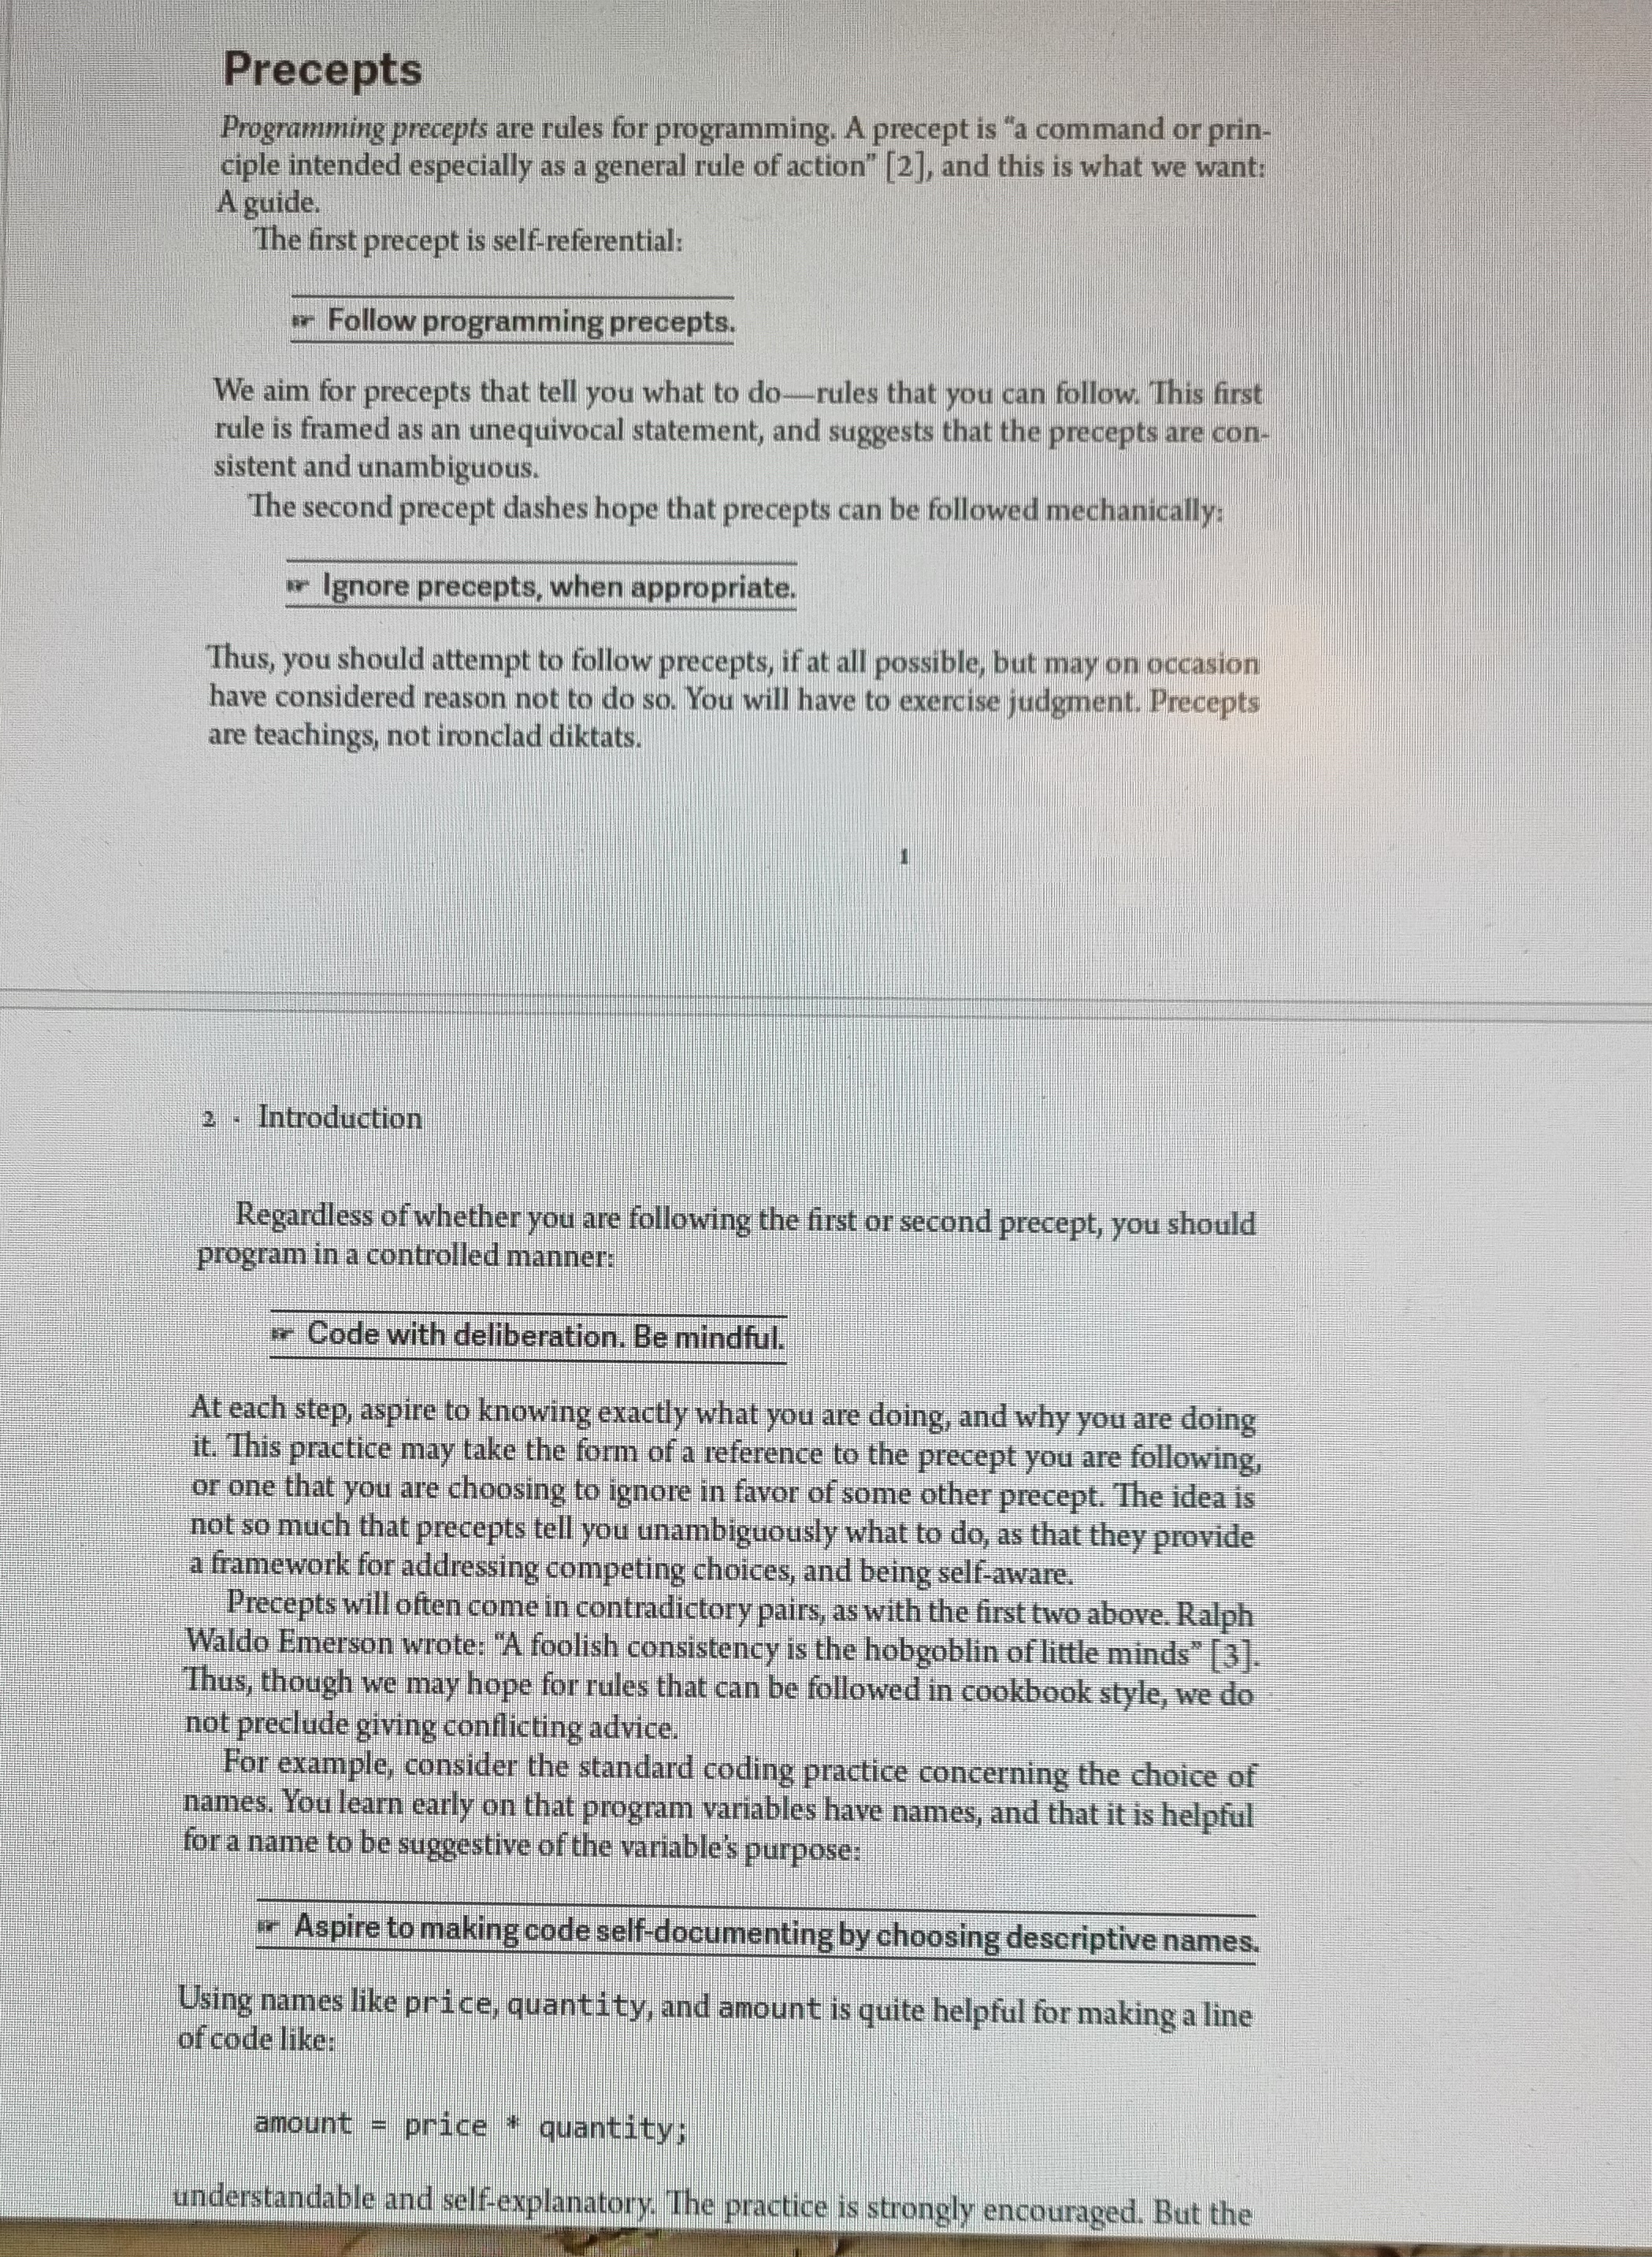 Precepts
Programming precepts are rules for programming. A precept is “a command or prin-
ciple intended especially as a general rule of action” [2], and this is what we want:
A guide.
The first precept is self-referential:
☞ Follow programming precepts.
We aim for precepts that tell you what to do—rules that you can follow. This first
rule is framed as an unequivocal statement, and suggests that the precepts are con-
sistent and unambiguous.
The second precept dashes hope that precepts can be followed mechanically:
☞ Ignore precepts, when appropriate.
Thus, you should attempt to follow precepts, if at all possible, but may on occasion
have considered reason not to do so. You will have to exercise judgment. Precepts
are teachings, not ironclad diktats.
1
2 · Introduction
Regardless of whether you are following the first or second precept, you should
program in a controlled manner:
☞ Code with deliberation. Be mindful.
At each step, aspire to knowing exactly what you are doing, and why you are doing
it. This practice may take the form of a reference to the precept you are following,
or one that you are choosing to ignore in favor of some other precept. The idea is
not so much that precepts tell you unambiguously what to do, as that they provide
a framework for addressing competing choices, and being self-aware.
Precepts will often come in contradictory pairs, as with the first two above. Ralph
Waldo Emerson wrote: “A foolish consistency is the hobgoblin of little minds” [3].
Thus, though we may hope for rules that can be followed in cookbook style, we do
not preclude giving conflicting advice.
For example, consider the standard coding practice concerning the choice of
names. You learn early on that program variables have names, and that it is helpful
for a name to be suggestive of the variable’s purpose:
☞ Aspire to making code self-documenting by choosing descriptive names.
Using names like price, quantity, and amount is quite helpful for making a line
of code like:
amount = price * quantity;
understandable and self-explanatory. The practice is strongly encouraged. But the